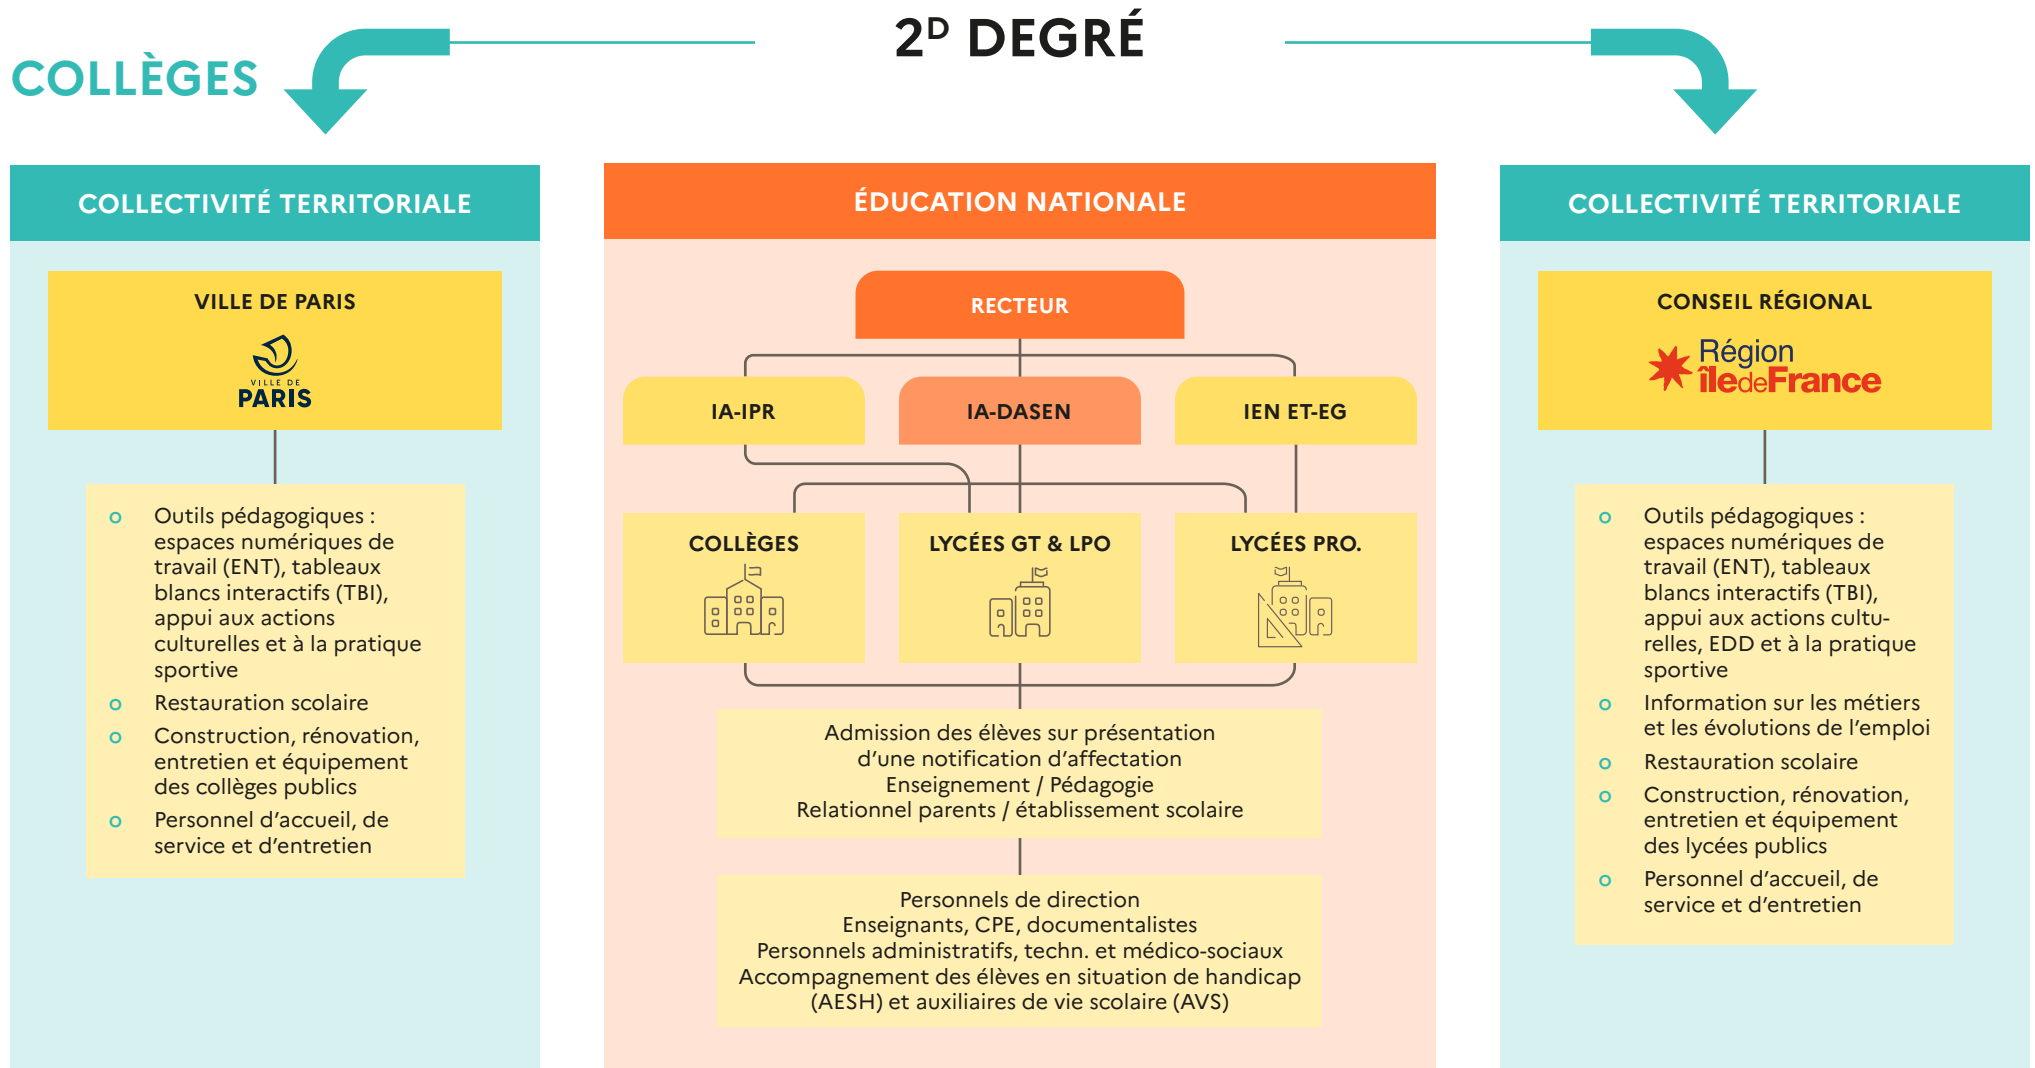 2D DEGRÉ
COLLÈGES
COLLECTIVITÉ TERRITORIALE
VILLE DE PARIS
VILLE DE
PARIS
o Outils pédagogiques :
espaces numériques de
travail (ENT), tableaux
blancs interactifs (TBI),
appui aux actions
culturelles et à la pratique
sportive
o Restauration scolaire
o Construction, rénovation,
entretien et équipement
des collèges publics
o Personnel d’accueil, de
service et d’entretien
ÉDUCATION NATIONALE
RECTEUR
IA-IPR
IA-DASEN
IEN ET-EG
COLLÈGES
LYCÉES GT & LPO
LYCÉES PRO.
Admission des élèves sur présentation
d’une notification d’affectation
Enseignement / Pédagogie
Relationnel parents / établissement scolaire
Personnels de direction
Enseignants, CPE, documentalistes
Personnels administratifs, techn. et médico-sociaux
Accompagnement des élèves en situation de handicap
(AESH) et auxiliaires de vie scolaire (AVS)
COLLECTIVITÉ TERRITORIALE
CONSEIL RÉGIONAL
Région
îledeFrance
o Outils pédagogiques :
espaces numériques de
travail (ENT), tableaux
blancs interactifs (TBI),
appui aux actions cultu-
relles, EDD et à la pratique
sportive
o Information sur les métiers
et les évolutions de l’emploi
o Restauration scolaire
o Construction, rénovation,
entretien et équipement
des lycées publics
o Personnel d’accueil, de
service et d’entretien